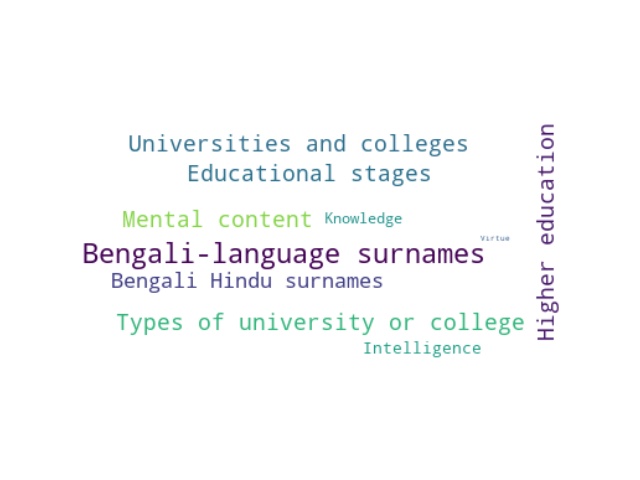 Universities and colleges
Educational stages
Mental content
Knowledge
Virtue
Bengali-language surnames
Bengali Hindu surnames
Types of university or college
Intelligence
Higher education